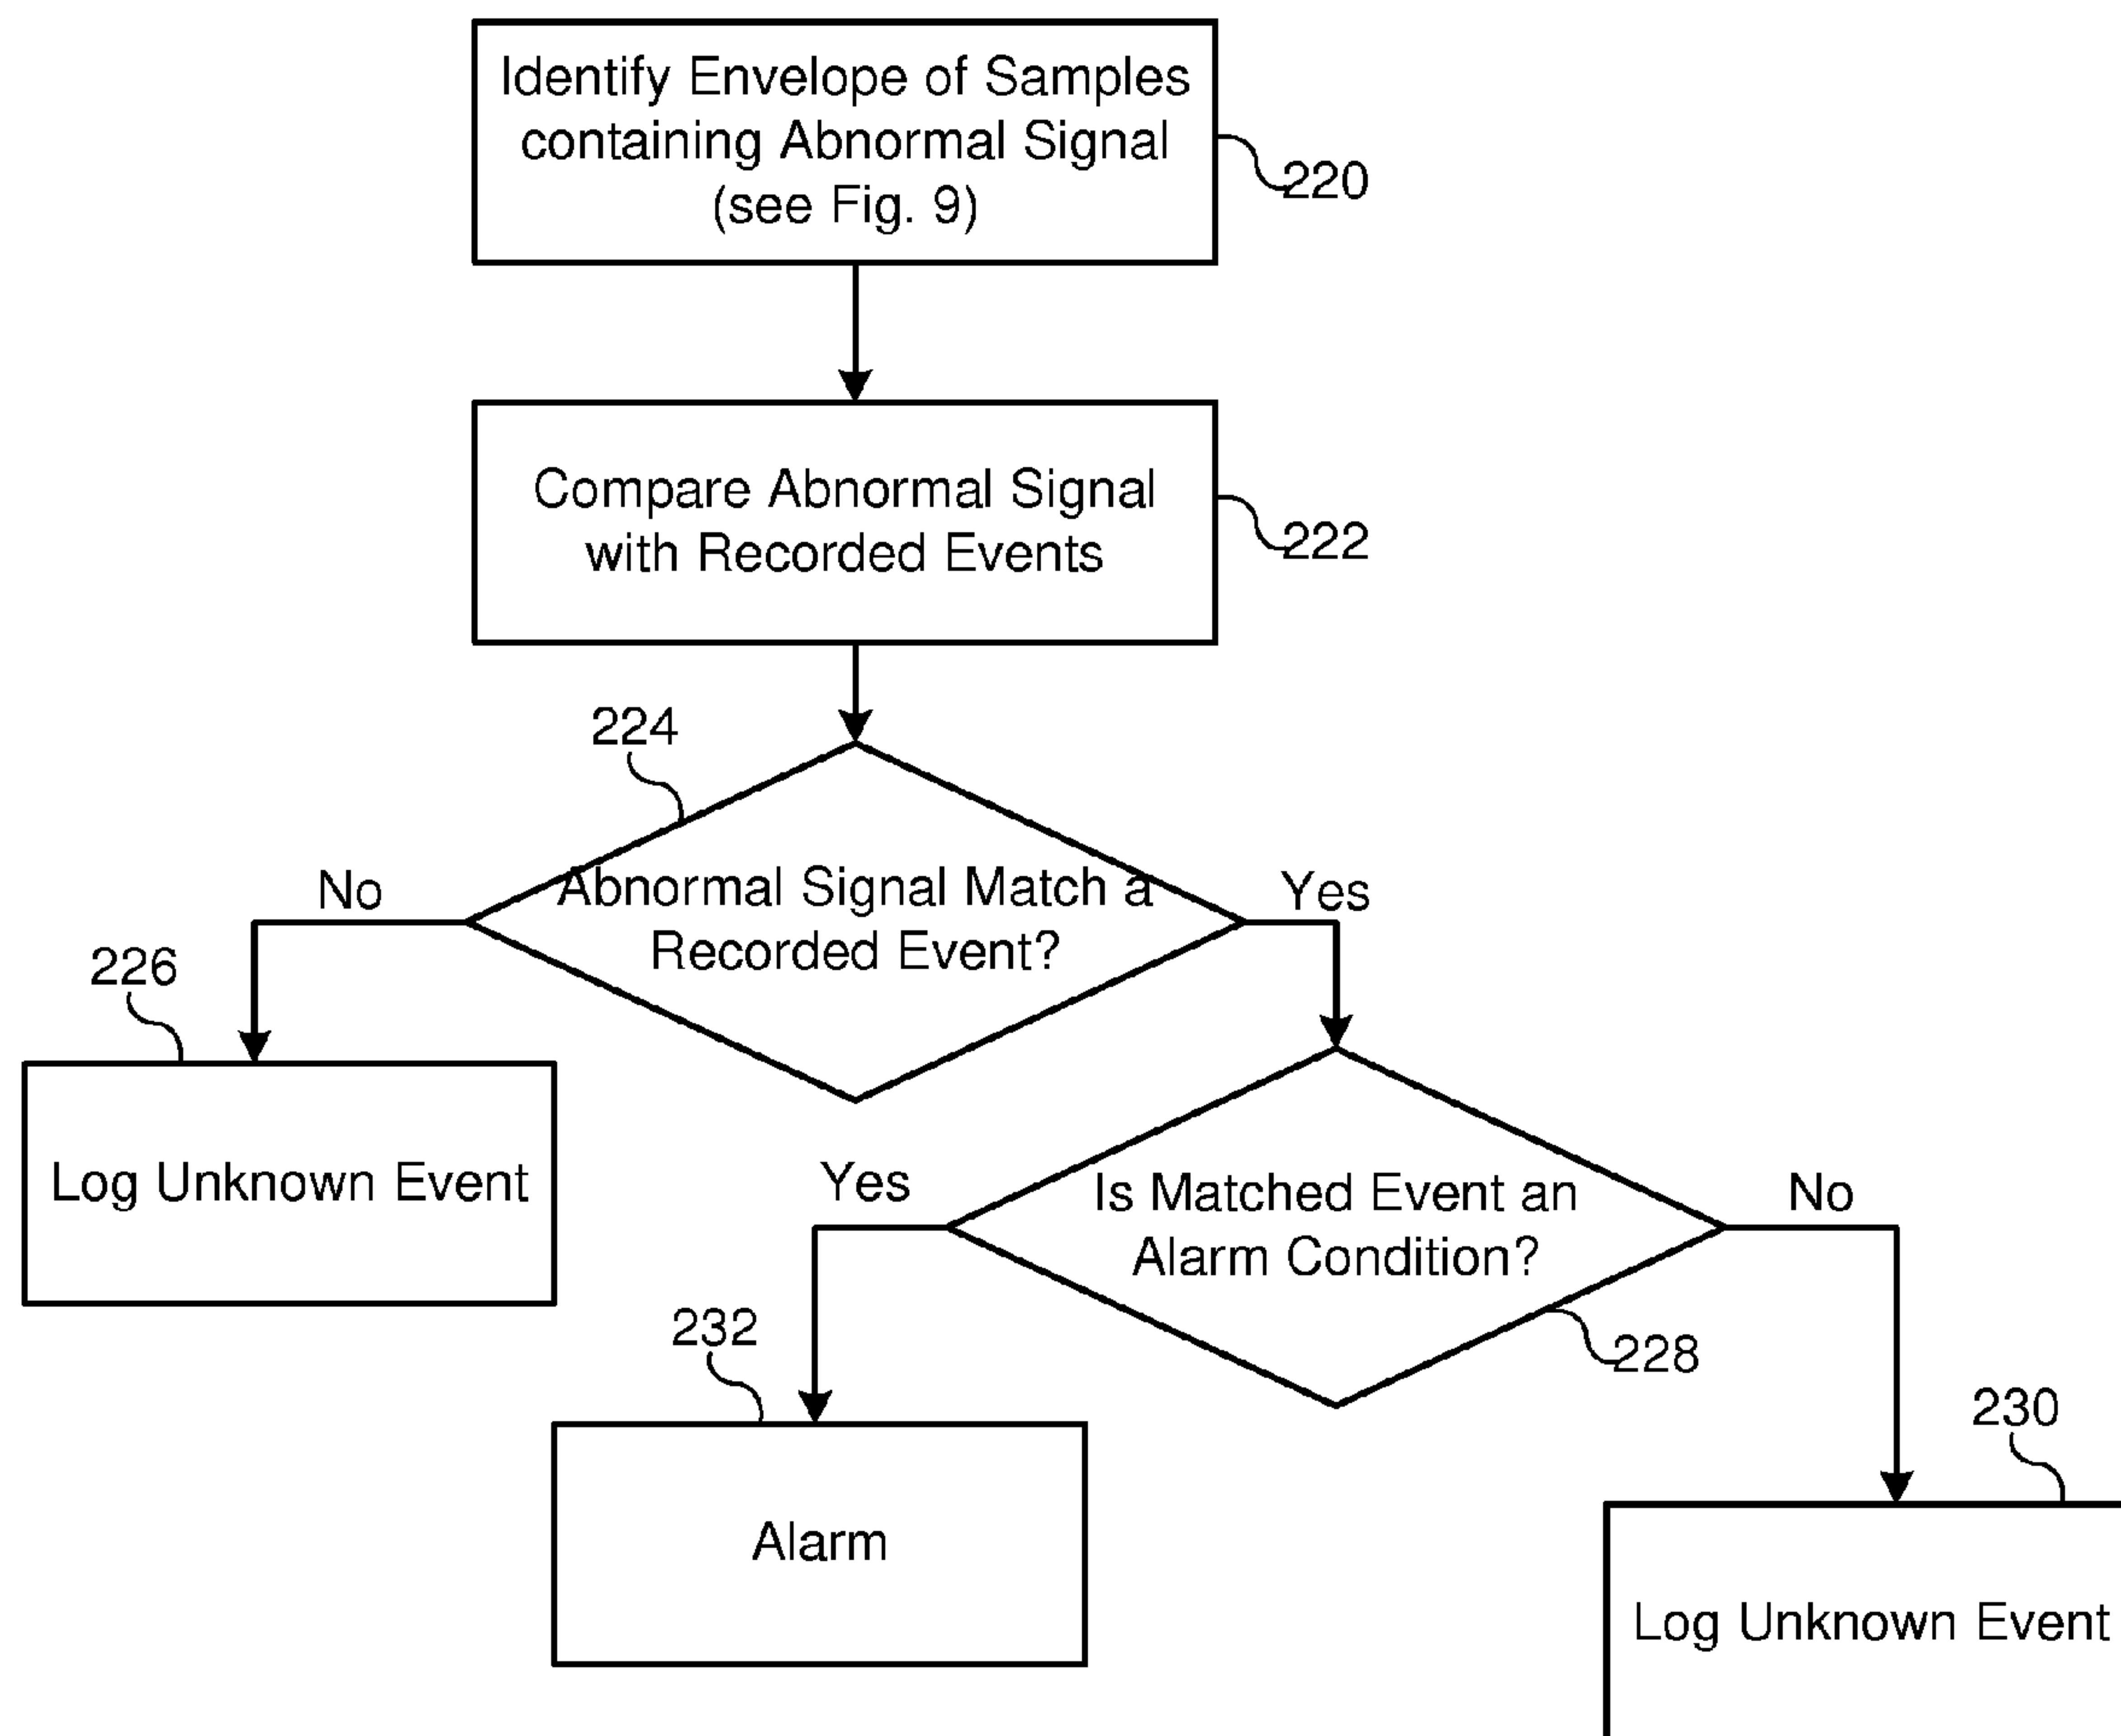 Identify Envelope of Samples
containing Abnormal Signal
(see Fig. 9)
220
Compare Abnormal Signal
with Recorded Events
222
224
No
Abnormal Signal Match a
Recorded Event?
Yes
226
Log Unknown Event
Yes
Is Matched Event an
Alarm Condition?
No
228
232
Alarm
230
Log Unknown Event